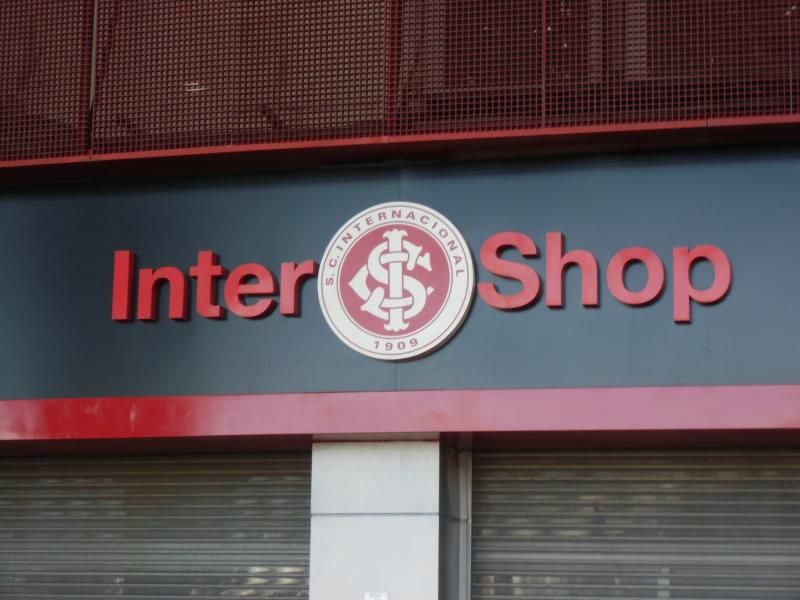 Inter Shop
S.C. INTERNACIONAL
1909